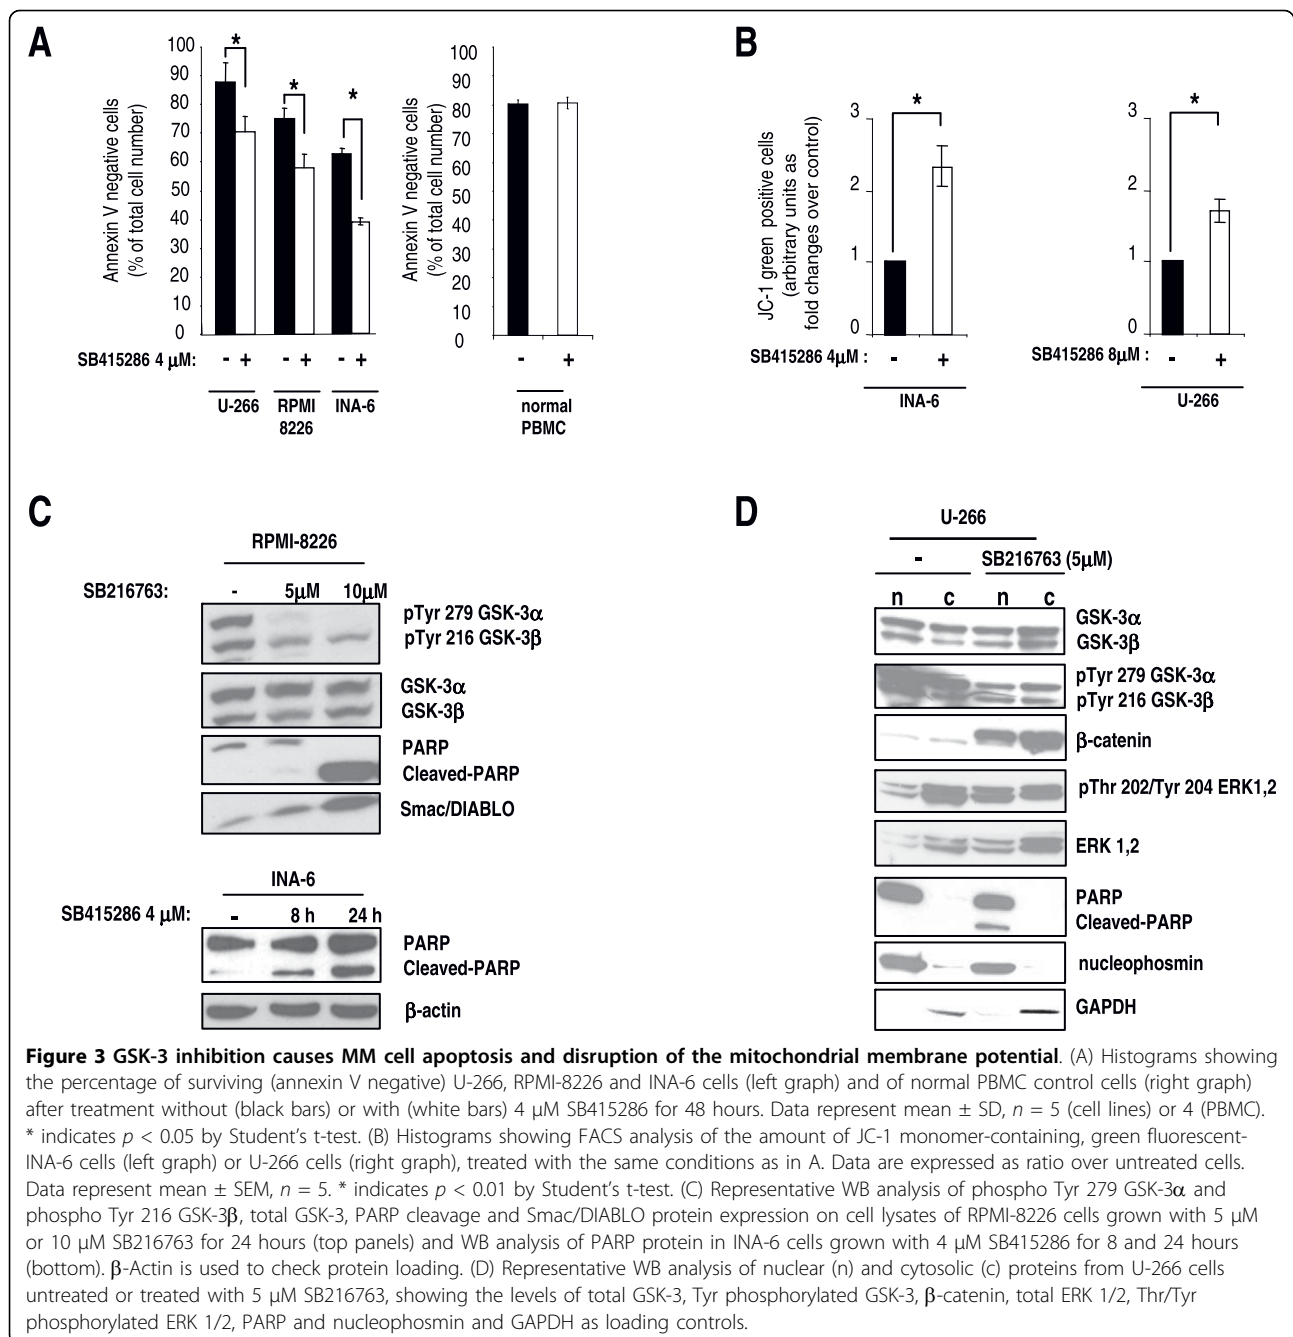 A
B
Annexin V negative cells
(% of total cell number)
100
90
80
70
60
50
40
30
20
10
0
*
*
*
SB415286 4 μM: - + - + - +
U-266 RPMI 8226 INA-6
Annexin V negative cells
(% of total cell number)
100
90
80
70
60
50
40
30
20
10
0
- +
normal
PBMC
JC-1 green positive cells
(arbitrary units as
fold changes over control)
3
2
1
0
*
SB415286 4μM : - +
INA-6
3
2
1
0
*
SB415286 8μM : - +
U-266
C
RPMI-8226
SB216763: - 5μM 10μM
pTyr 279 GSK-3α
pTyr 216 GSK-3β
GSK-3α
GSK-3β
PARP
Cleaved-PARP
Smac/DIABLO
INA-6
SB415286 4 μM: - 8 h 24 h
PARP
Cleaved-PARP
β-actin
D
U-266
- SB216763 (5μM)
n c n c
GSK-3α
GSK-3β
pTyr 279 GSK-3α
pTyr 216 GSK-3β
β-catenin
pThr 202/Tyr 204 ERK1,2
ERK 1,2
PARP
Cleaved-PARP
nucleophosmin
GAPDH
Figure 3 GSK-3 inhibition causes MM cell apoptosis and disruption of the mitochondrial membrane potential. (A) Histograms showing
the percentage of surviving (annexin V negative) U-266, RPMI-8226 and INA-6 cells (left graph) and of normal PBMC control cells (right graph)
after treatment without (black bars) or with (white bars) 4 μM SB415286 for 48 hours. Data represent mean ± SD, n = 5 (cell lines) or 4 (PBMC).
* indicates p < 0.05 by Student's t-test. (B) Histograms showing FACS analysis of the amount of JC-1 monomer-containing, green fluorescent-
INA-6 cells (left graph) or U-266 cells (right graph), treated with the same conditions as in A. Data are expressed as ratio over untreated cells.
Data represent mean ± SEM, n = 5. * indicates p < 0.01 by Student's t-test. (C) Representative WB analysis of phospho Tyr 279 GSK-3α and
phospho Tyr 216 GSK-3β, total GSK-3, PARP cleavage and Smac/DIABLO protein expression on cell lysates of RPMI-8226 cells grown with 5 μM
or 10 μM SB216763 for 24 hours (top panels) and WB analysis of PARP protein in INA-6 cells grown with 4 μM SB415286 for 8 and 24 hours
(bottom). β-Actin is used to check protein loading. (D) Representative WB analysis of nuclear (n) and cytosolic (c) proteins from U-266 cells
untreated or treated with 5 μM SB216763, showing the levels of total GSK-3, Tyr phosphorylated GSK-3, β-catenin, total ERK 1/2, Thr/Tyr
phosphorylated ERK 1/2, PARP and nucleophosmin and GAPDH as loading controls.